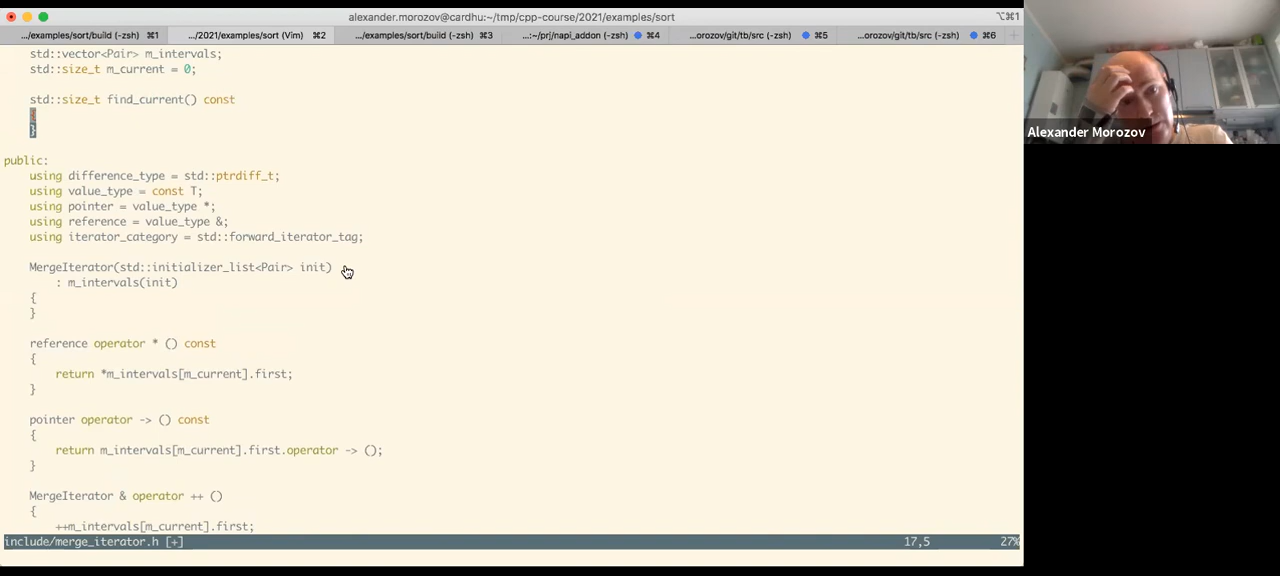 alexander.morozov@cardhu:~/tmp/cpp-course/2021/examples/sort
⌥⌘1
.../examples/sort/build (-zsh) ⌘1
.../2021/examples/sort (Vim) ⌘2
.../examples/sort/build (-zsh) ⌘3
...:~/prj/napi_addon (-zsh) ⌘4
...orozov/git/tb/src (-zsh) ⌘5
...orozov/git/tb/src (-zsh) ⌘6
std::vector<Pair> m_intervals;
std::size_t m_current = 0;
std::size_t find_current() const
{
}
public:
using difference_type = std::ptrdiff_t;
using value_type = const T;
using pointer = value_type *;
using reference = value_type &;
using iterator_category = std::forward_iterator_tag;
MergeIterator(std::initializer_list<Pair> init)
: m_intervals(init)
{
}
reference operator * () const
{
return *m_intervals[m_current].first;
}
pointer operator -> () const
{
return m_intervals[m_current].first.operator -> ();
}
MergeIterator & operator ++ ()
{
++m_intervals[m_current].first;
include/merge_iterator.h [+] 17,5 27%
Alexander Morozov